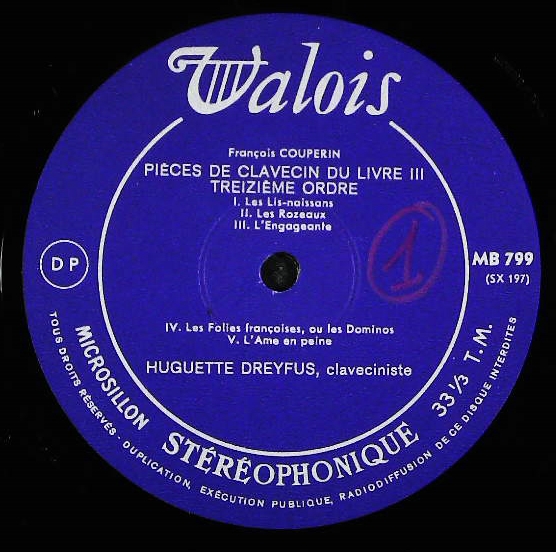 Valois
François COUPERIN
PIÈCES DE CLAVECIN DU LIVRE III
TREIZIÈME ORDRE
I. Les Lis-naissans
II. Les Rozeaux
III. L'Engageante
1
DP
MB 799
(SX 197)
IV. Les Folies françoises, ou les Dominos
V. L'Ame en peine
HUGUETTE DREYFUS, claveciniste
MICROSILLON STÉRÉOPHONIQUE 33 1/3 T.M.
TOUS DROITS RÉSERVÉS - DUPLICATION, EXÉCUTION PUBLIQUE, RADIODIFFUSION DE CE DISQUE INTERDITES